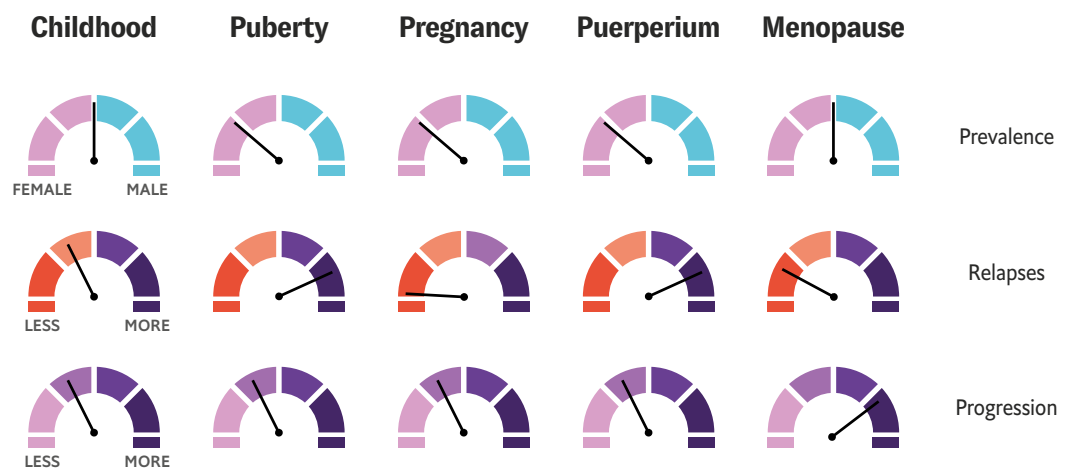 Childhood Puberty Pregnancy Puerperium Menopause
Prevalence
FEMALE MALE
Relapses
LESS MORE
Progression
LESS MORE